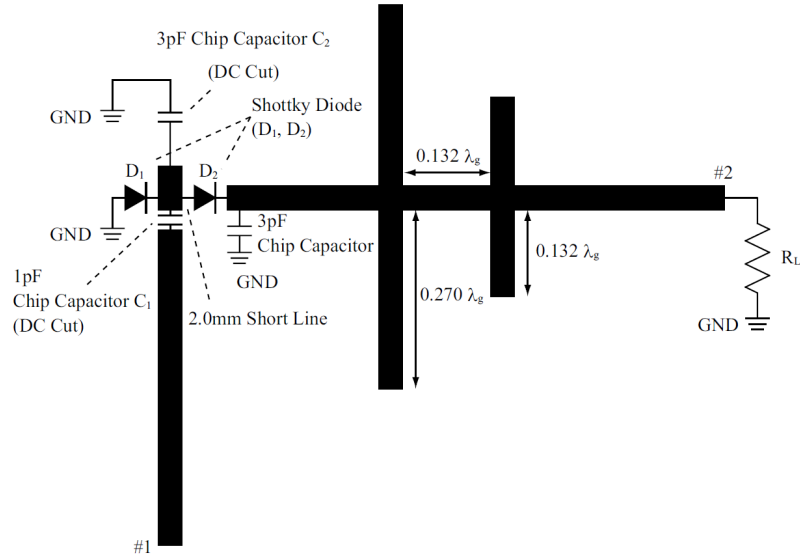 3pF Chip Capacitor C₂
(DC Cut)
GND
Shottky Diode
(D₁, D₂)
D₁
D₂
0.132 λg
#2
GND
3pF
Chip Capacitor
GND
1pF
Chip Capacitor C₁
(DC Cut)
2.0mm Short Line
0.270 λg
0.132 λg
RL
GND
#1